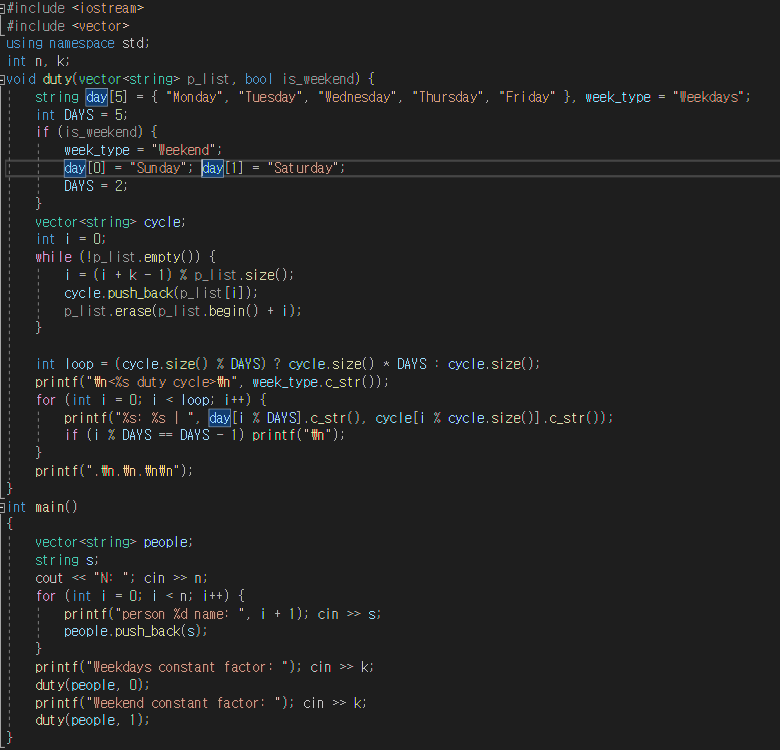 #include <iostream>
#include <vector>
using namespace std;
int n, k;
void duty(vector<string> p_list, bool is_weekend) {
    string day[5] = { "Monday", "Tuesday", "Wednesday", "Thursday", "Friday" }, week_type = "Weekdays";
    int DAYS = 5;
    if (is_weekend) {
        week_type = "Weekend";
        day[0] = "Sunday"; day[1] = "Saturday";
        DAYS = 2;
    }
    vector<string> cycle;
    int i = 0;
    while (!p_list.empty()) {
        i = (i + k - 1) % p_list.size();
        cycle.push_back(p_list[i]);
        p_list.erase(p_list.begin() + i);
    }

    int loop = (cycle.size() % DAYS) ? cycle.size() * DAYS : cycle.size();
    printf("₩n<%s duty cycle>₩n", week_type.c_str());
    for (int i = 0; i < loop; i++) {
        printf("%s: %s | ", day[i % DAYS].c_str(), cycle[i % cycle.size()].c_str());
        if (i % DAYS == DAYS - 1) printf("₩n");
    }
    printf(".₩n.₩n.₩n₩n");
}
int main()
{
    vector<string> people;
    string s;
    cout << "N: "; cin >> n;
    for (int i = 0; i < n; i++) {
        printf("person %d name: ", i + 1); cin >> s;
        people.push_back(s);
    }
    printf("Weekdays constant factor: "); cin >> k;
    duty(people, 0);
    printf("Weekend constant factor: "); cin >> k;
    duty(people, 1);
}